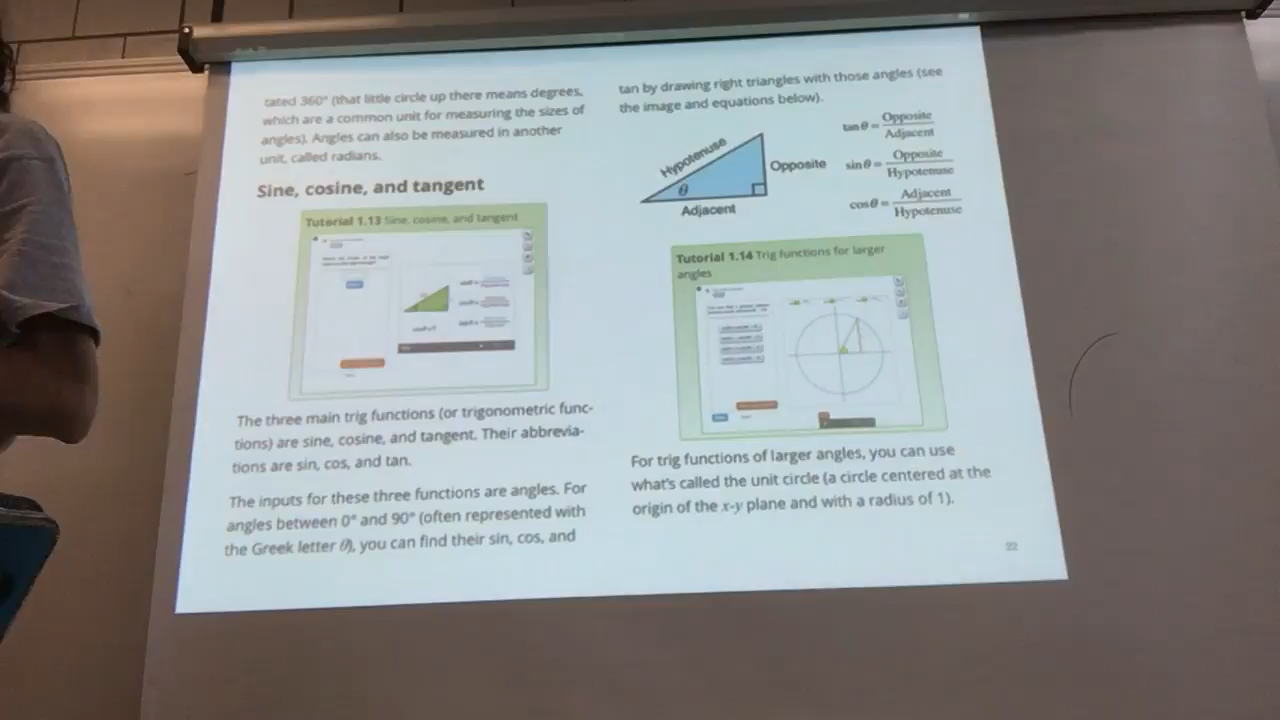 tated 360° (that little circle up there means degrees,
which are a common unit for measuring the sizes of
angles). Angles can also be measured in another
unit, called radians.
Sine, cosine, and tangent
Tutorial 1.13 Sine, cosine, and tangent
The three main trig functions (or trigonometric func-
tions) are sine, cosine, and tangent. Their abbrevia-
tions are sin, cos, and tan.
The inputs for these three functions are angles. For
angles between 0° and 90° (often represented with
the Greek letter θ), you can find their sin, cos, and
tan by drawing right triangles with those angles (see
the image and equations below).
Hypotenuse
Opposite
θ
Adjacent
tan θ = Opposite
Adjacent
sin θ = Opposite
Hypotenuse
cos θ = Adjacent
Hypotenuse
Tutorial 1.14 Trig functions for larger
angles
For trig functions of larger angles, you can use
what's called the unit circle (a circle centered at the
origin of the x-y plane and with a radius of 1).
22